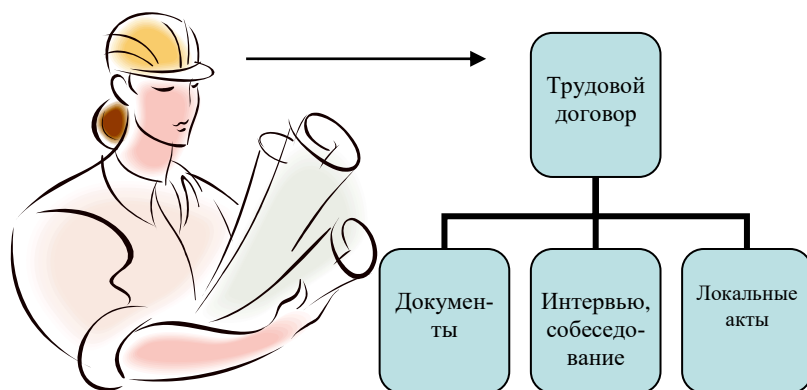 Трудовой
договор
Докумен-
ты
Интервью,
собеседо-
вание
Локальные
акты